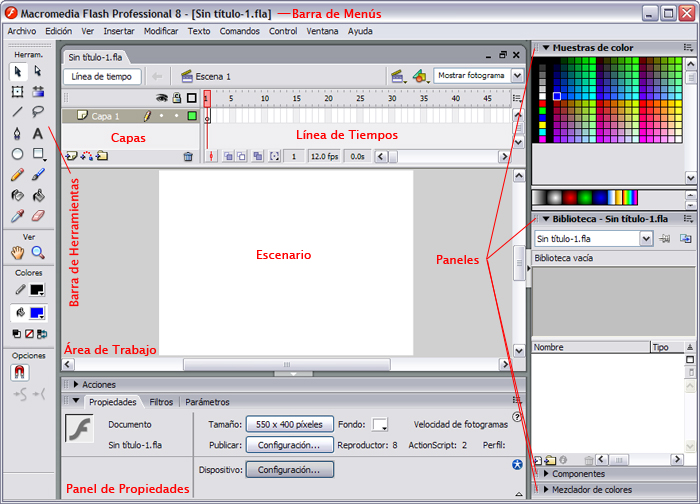 Macromedia Flash Professional 8 - [Sin título-1.fla]
Barra de Menús
Archivo Edición Ver Insertar Modificar Texto Comandos Control Ventana Ayuda
Herram.
Sin título-1.fla
Muestras de color
Línea de tiempo
Escena 1
Mostrar fotograma
1 5 10 15 20 25 30 35 40 45
Capa 1
Capas
Línea de Tiempos
1 12.0 fps 0.0s
Barra de Herramientas
A
Ver
Colores
Opciones
Escenario
Paneles
Biblioteca - Sin título-1.fla
Sin título-1.fla
Biblioteca vacía
Nombre Tipo
Área de Trabajo
Acciones
Propiedades Filtros Parámetros
Documento
Sin título-1.fla
Tamaño: 550 x 400 píxeles Fondo: Velocidad de fotogramas
Publicar: Configuración... Reproductor: 8 ActionScript: 2 Perfil:
Dispositivo: Configuración...
Panel de Propiedades
Componentes
Mezclador de colores